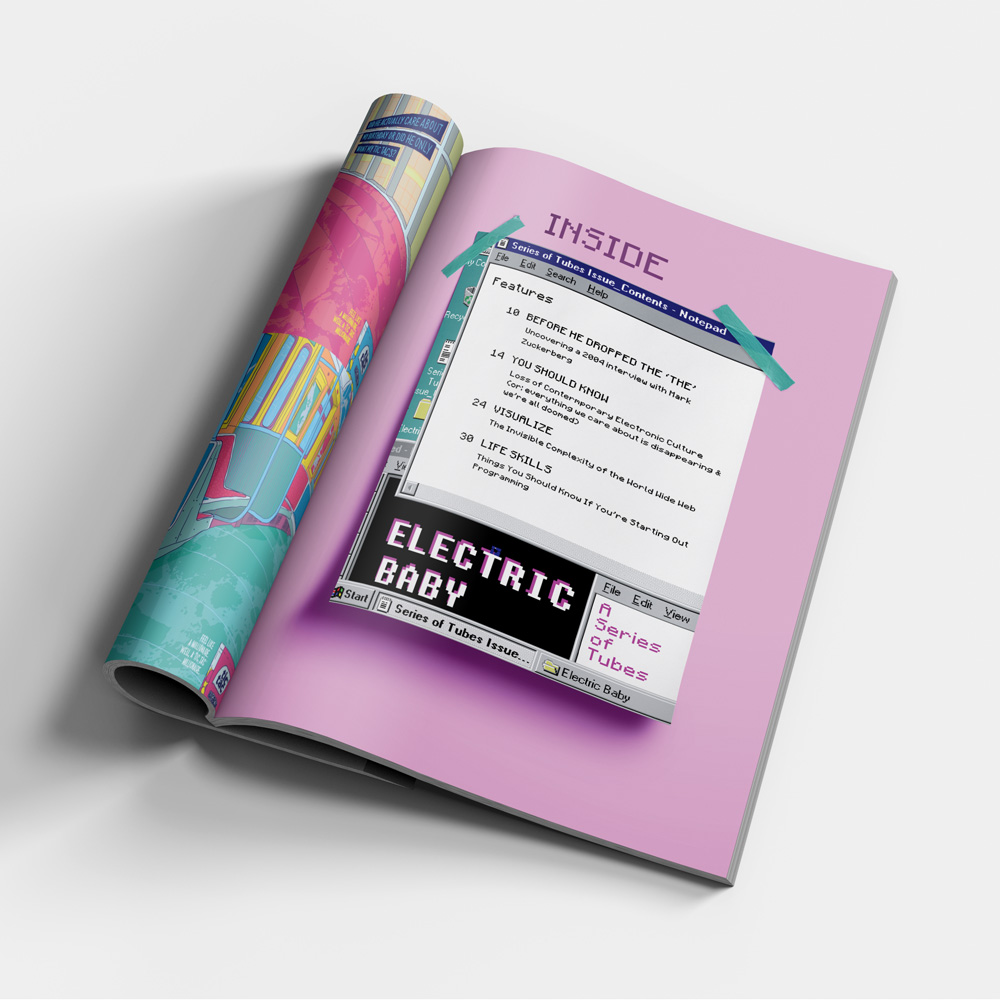 ACTUALLY CARE ABOUT
BIRTHDAY OR DID HE ONLY
TIC TACS?
INSIDE
Series of Tubes Issue_Contents - Notepad
File Edit Search Help
Features
10 BEFORE HE DROPPED THE 'THE'
Uncovering a 2004 interview with Mark
Zuckerberg
14 YOU SHOULD KNOW
Loss of Contemporary Electronic Culture
(or: everything we care about is disappearing &
we're all doomed)
24 VISUALIZE
The Invisible Complexity of the World Wide Web
30 LIFE SKILLS
Things You Should Know If You're Starting Out
Programming
ELECTRIC
BABY
File Edit View
A
Series
of
Tubes
Start
Series of Tubes Issue...
Electric Baby